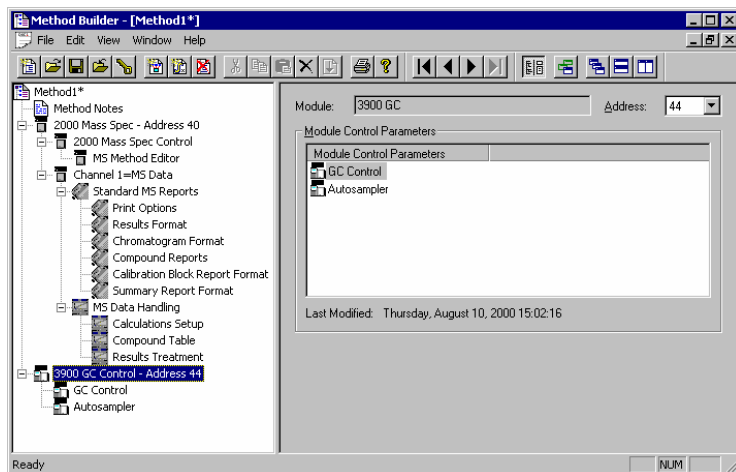 Method Builder - [Method1*]
File Edit View Window Help
Method1*
Method Notes
2000 Mass Spec - Address 40
2000 Mass Spec Control
MS Method Editor
Channel 1=MS Data
Standard MS Reports
Print Options
Results Format
Chromatogram Format
Compound Reports
Calibration Block Report Format
Summary Report Format
MS Data Handling
Calculations Setup
Compound Table
Results Treatment
3900 GC Control - Address 44
GC Control
Autosampler
Module: 3900 GC Address: 44
Module Control Parameters
Module Control Parameters
GC Control
Autosampler
Last Modified: Thursday, August 10, 2000 15:02:16
Ready NUM